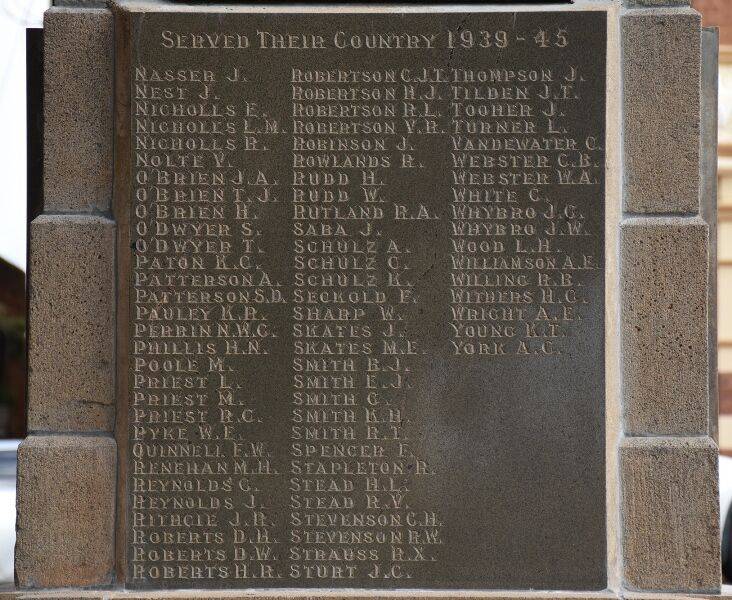 SERVED THEIR COUNTRY 1939-45
NASSER J.
NEST J.
NICHOLLS E.
NICHOLLS L.M.
NICHOLLS R.
NOLTE V.
O'BRIEN J.A.
O'BRIEN T.J.
O'BRIEN H.
O'DWYER S.
O'DWYER T.
PATON K.C.
PATTERSON A.
PATTERSON S.D.
PAULEY K.R.
PERRIN N.W.C.
PHILLIS H.N.
POOLE M.
PRIEST L.
PRIEST M.
PRIEST R.C.
PYKE W.E.
QUINNELL F.W.
RENEHAN M.H.
REYNOLDS G.
REYNOLDS J.
RITHCIE J.R.
ROBERTS D.H.
ROBERTS D.W.
ROBERTS H.R.
ROBERTSON C.J.T.
ROBERTSON H.J.
ROBERTSON R.L.
ROBERTSON V.R.
ROBINSON J.
ROWLANDS R.
RUDD H.
RUDD W.
RUTLAND R.A.
SABA J.
SCHULZ A.
SCHULZ C.
SCHULZ K.
SECKOLD F.
SHARP W.
SKATES J.
SKATES M.E.
SMITH B.J.
SMITH E.J.
SMITH G.
SMITH K.H.
SMITH R.T.
SPENCER F.
STAPLETON R.
STEAD H.L.
STEAD R.V.
STEVENSON C.H.
STEVENSON R.W.
STRAUSS R.X.
STURT J.C.
THOMPSON J.
TILDEN J.T.
TOOHER J.
TURNER L.
VANDEWATER C.
WEBSTER C.B.
WEBSTER W.A.
WHITE C.
WHYBRO J.C.
WHYBRO J.W.
WOOD L.H.
WILLIAMSON A.E.
WILLING R.B.
WITHERS H.C.
WRIGHT A.E.
YOUNG K.T.
YORK A.C.